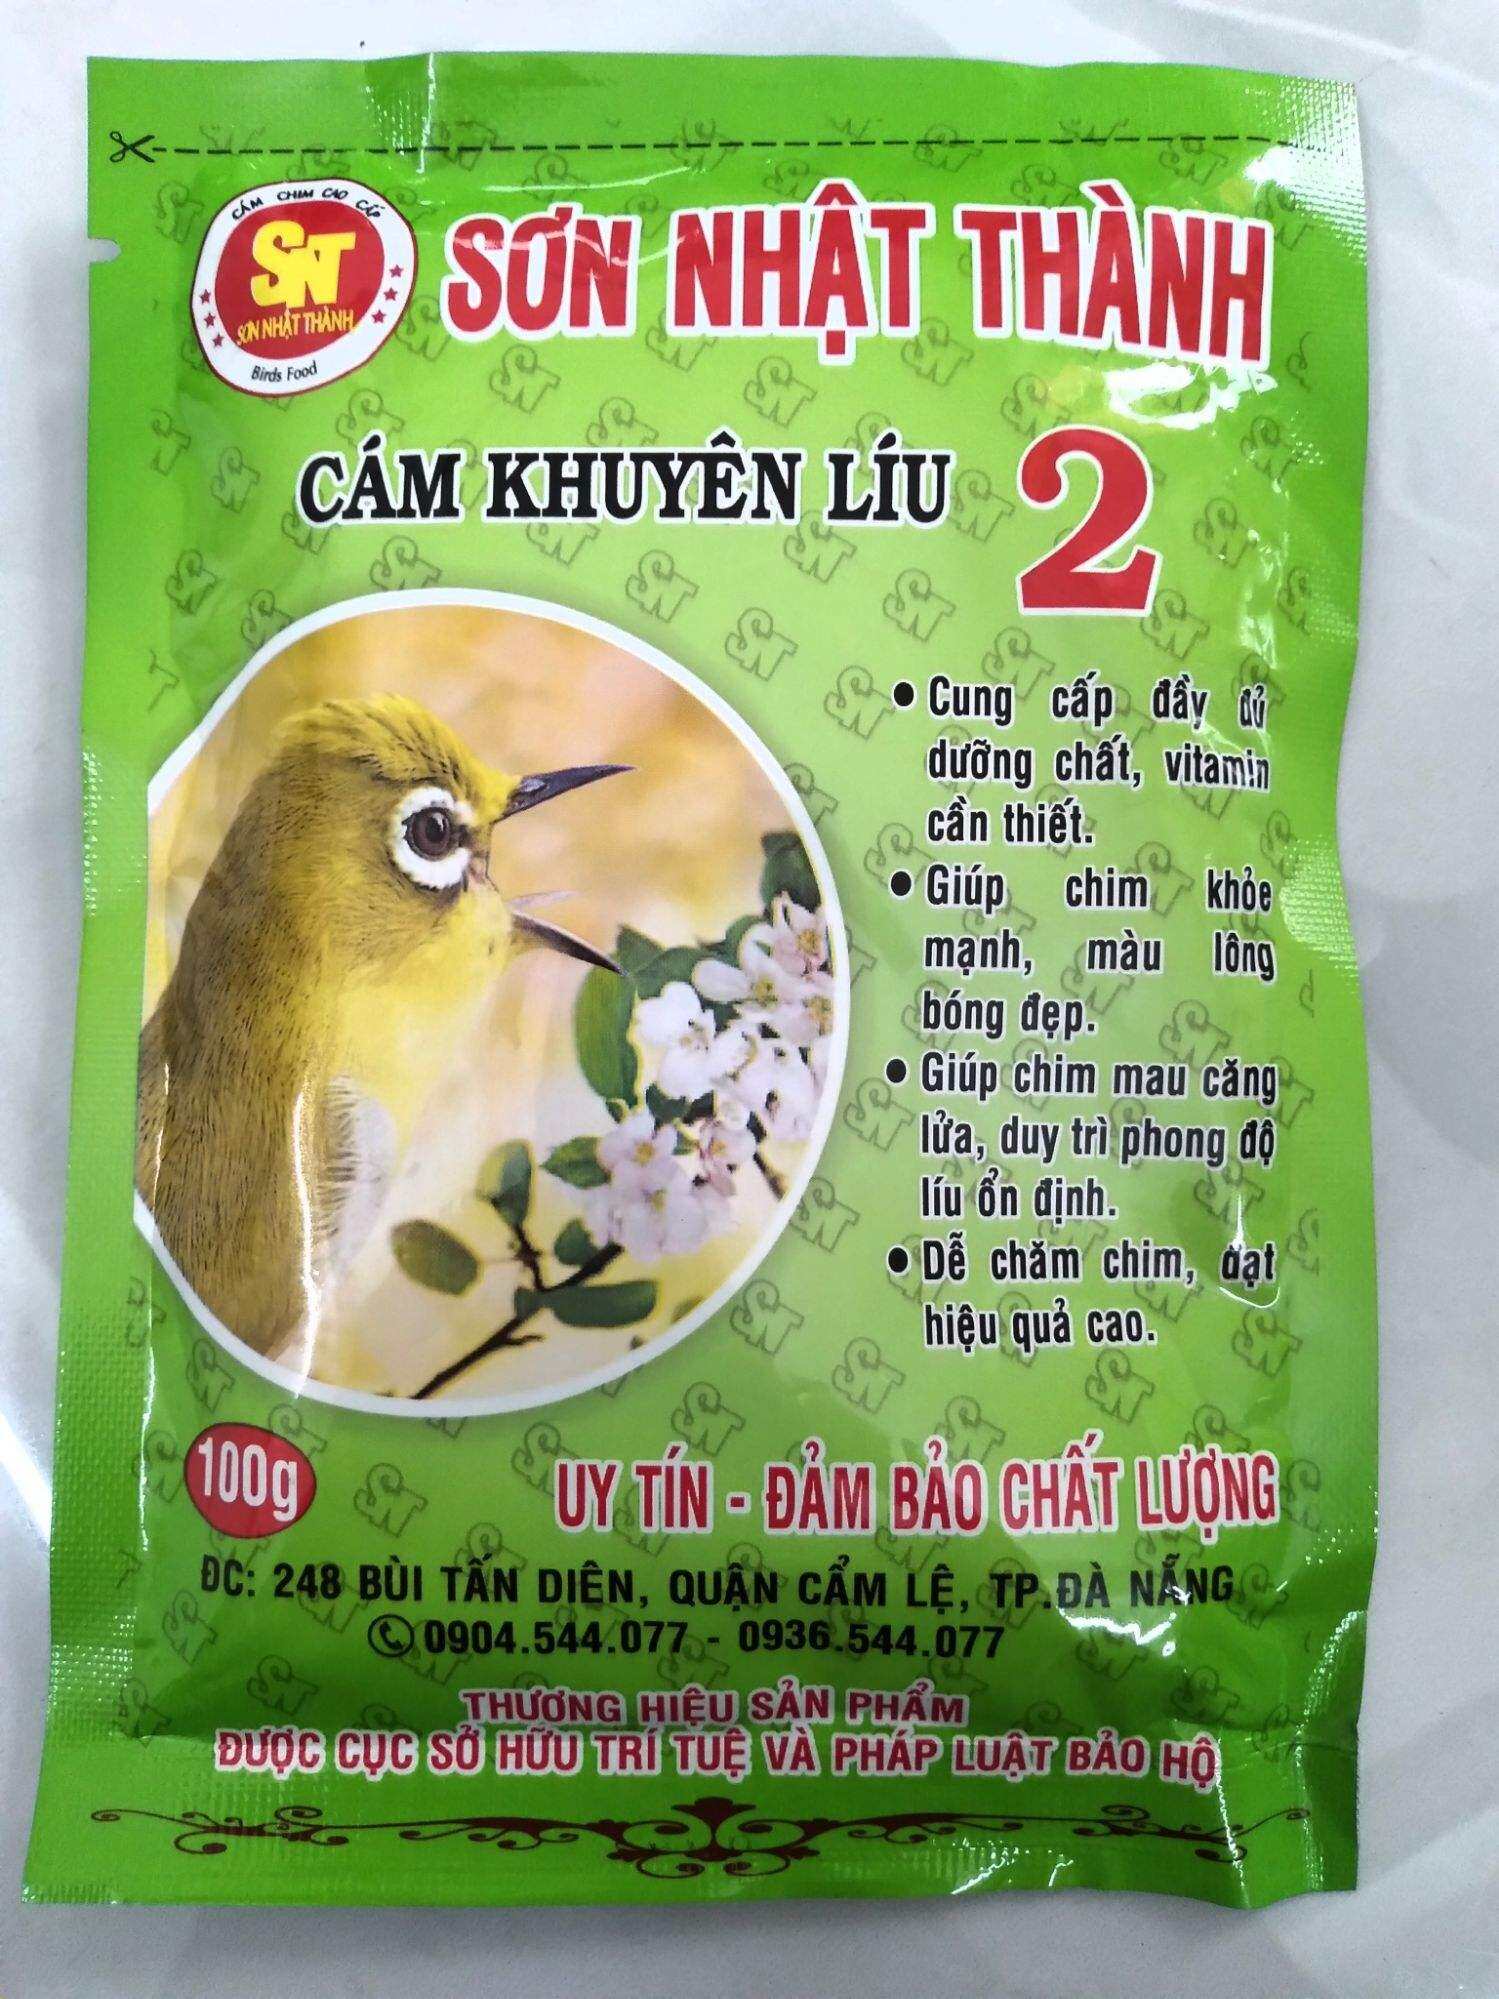 CÁM CHIM CAO CẤP
SNT
SƠN NHẬT THÀNH
Birds Food
SƠN NHẬT THÀNH
CÁM KHUYÊN LÍU 2
• Cung cấp đầy đủ
dưỡng chất, vitamin
cần thiết.
• Giúp chim khỏe
mạnh, màu lông
bóng đẹp.
• Giúp chim mau căng
lửa, duy trì phong độ
líu ổn định.
• Dễ chăm chim, đạt
hiệu quả cao.
100g
UY TÍN - ĐẢM BẢO CHẤT LƯỢNG
ĐC: 248 BÙI TẤN DIÊN, QUẬN CẨM LỆ, TP.ĐÀ NẴNG
0904.544.077 - 0936.544.077
THƯƠNG HIỆU SẢN PHẨM
ĐƯỢC CỤC SỞ HỮU TRÍ TUỆ VÀ PHÁP LUẬT BẢO HỘ